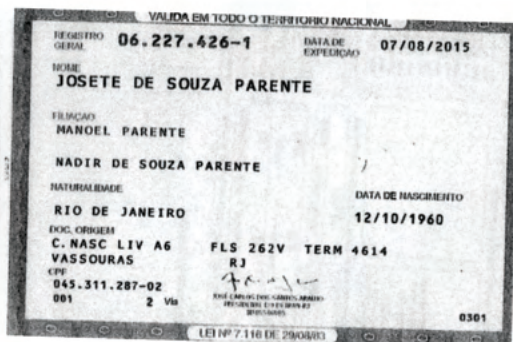 VALIDA EM TODO O TERRITORIO NACIONAL
REGISTRO GERAL 06.227.426-1 DATA DE EXPEDIÇÃO 07/08/2015
NOME
JOSETE DE SOUZA PARENTE
FILIAÇÃO
MANOEL PARENTE
NADIR DE SOUZA PARENTE
NATURALIDADE DATA DE NASCIMENTO
RIO DE JANEIRO 12/10/1960
DOC. ORIGEM
C. NASC LIV A6 FLS 262V TERM 4614
VASSOURAS RJ
CPF
045.311.287-02
001 2 Via
0301
LEI Nº 7.116 DE 29/08/83